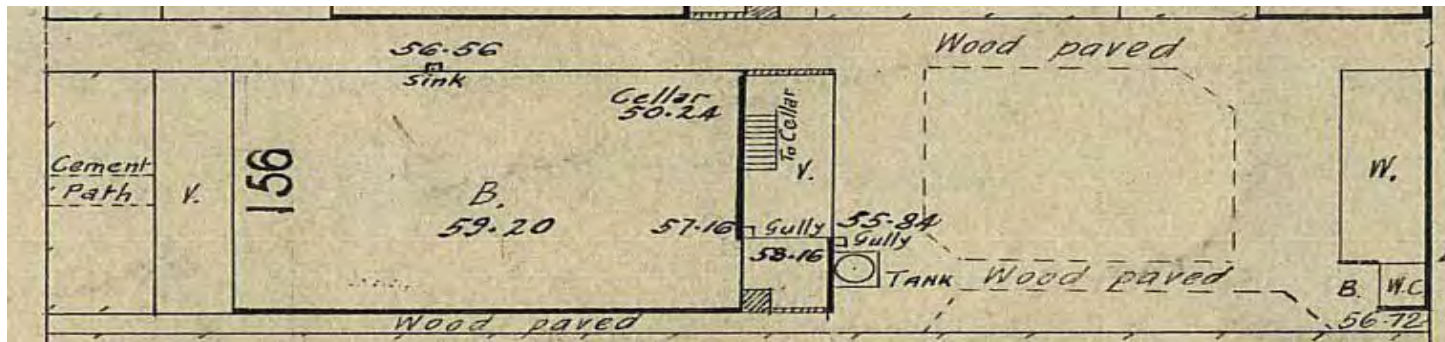 56·56
Sink
Wood paved
Cellar
50·24
To Cellar
V.
Cement
Path
V.
156
B.
59·20
57·16
Gully
58·16
55·84
Gully
TANK
Wood paved
W.
B.
W.C
56·72
Wood paved